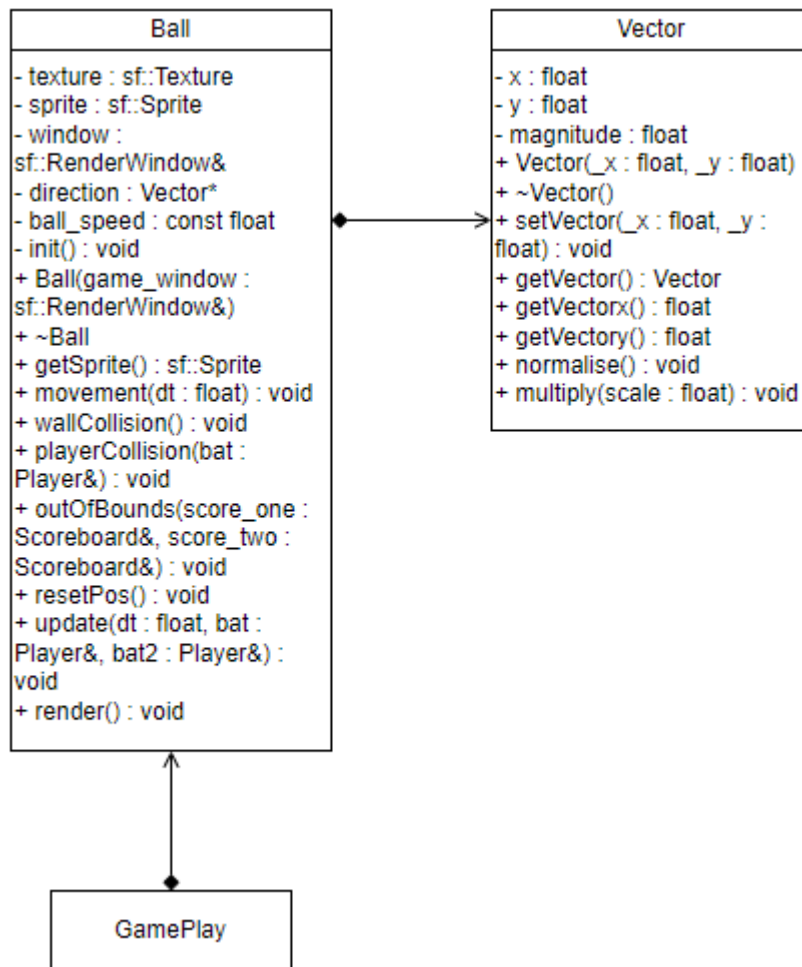 Ball
- texture : sf::Texture
- sprite : sf::Sprite
- window :
sf::RenderWindow&
- direction : Vector*
- ball_speed : const float
- init() : void
+ Ball(game_window :
sf::RenderWindow&)
+ ~Ball
+ getSprite() : sf::Sprite
+ movement(dt : float) : void
+ wallCollision() : void
+ playerCollision(bat :
Player&) : void
+ outOfBounds(score_one :
Scoreboard&, score_two :
Scoreboard&) : void
+ resetPos() : void
+ update(dt : float, bat :
Player&, bat2 : Player&) :
void
+ render() : void
Vector
- x : float
- y : float
- magnitude : float
+ Vector(_x : float, _y : float)
+ ~Vector()
+ setVector(_x : float, _y :
float) : void
+ getVector() : Vector
+ getVectorx() : float
+ getVectory() : float
+ normalise() : void
+ multiply(scale : float) : void
GamePlay